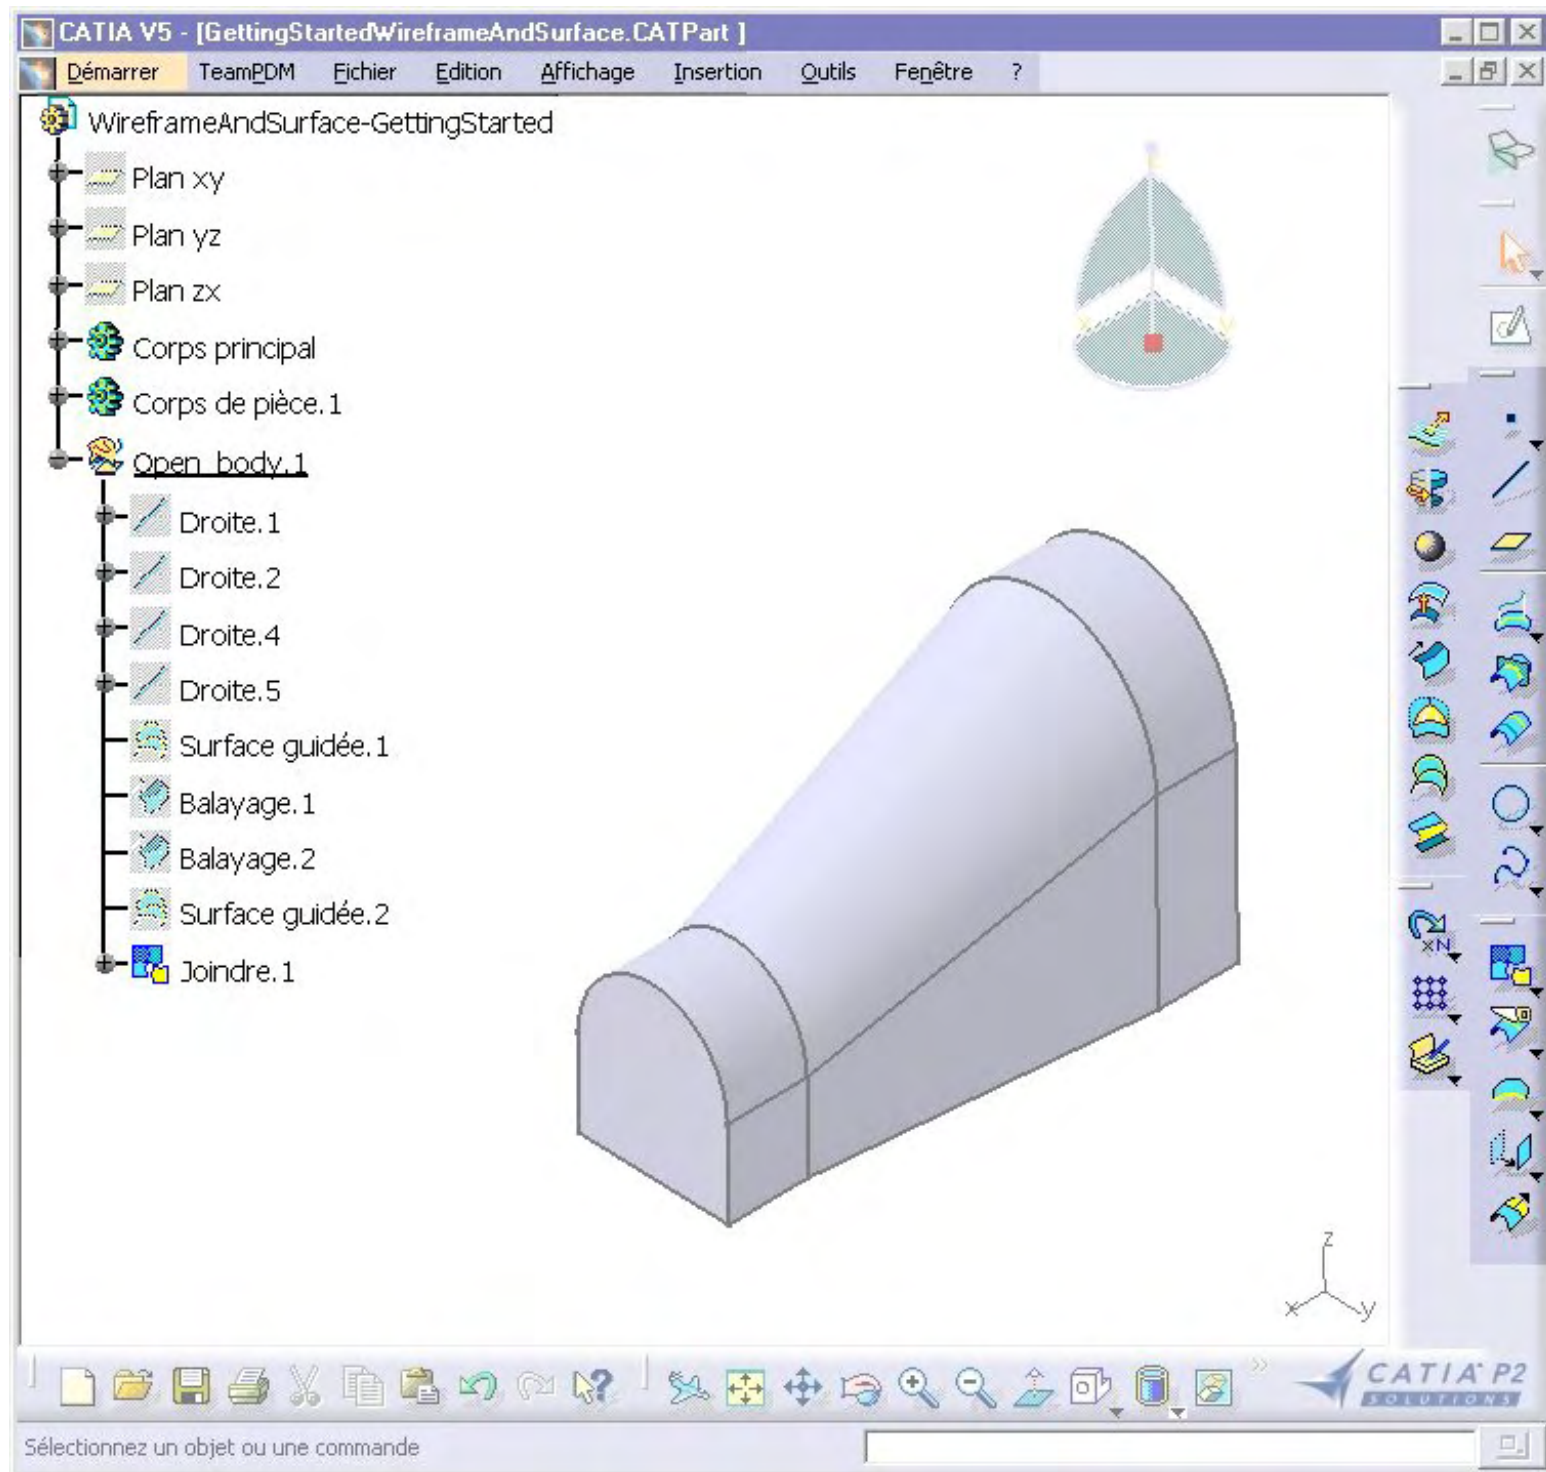 CATIA V5 - [GettingStartedWireframeAndSurface.CATPart ]
Démarrer TeamPDM Fichier Edition Affichage Insertion Outils Fenêtre ?
WireframeAndSurface-GettingStarted
Plan xy
Plan yz
Plan zx
Corps principal
Corps de pièce.1
Open_body.1
Droite.1
Droite.2
Droite.4
Droite.5
Surface guidée.1
Balayage.1
Balayage.2
Surface guidée.2
Joindre.1
z
x
y
xN
z
x y
CATIA P2
SOLUTIONS
Sélectionnez un objet ou une commande